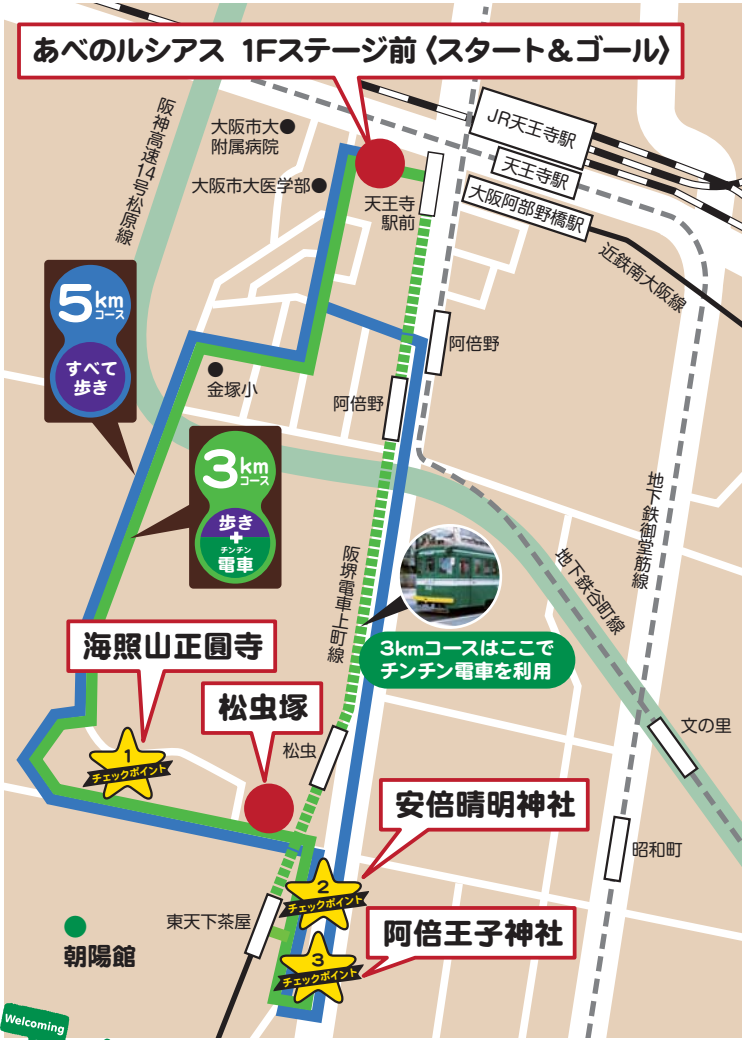 あべのルシアス 1Fステージ前〈スタート&ゴール〉
阪神高速14号松原線
大阪市大
附属病院
大阪市大医学部
天王寺
駅前
JR天王寺駅
天王寺駅
大阪阿部野橋駅
近鉄南大阪線
5km
コース
すべて
歩き
金塚小
阿倍野
阿倍野
3km
コース
歩き
+
チンチン
電車
阪堺電車上町線
地下鉄御堂筋線
地下鉄谷町線
3kmコースはここで
チンチン電車を利用
海照山正圓寺
松虫塚
1
チェックポイント
松虫
文の里
安倍晴明神社
昭和町
2
チェックポイント
東天下茶屋
阿倍王子神社
3
チェックポイント
朝陽館
Welcoming